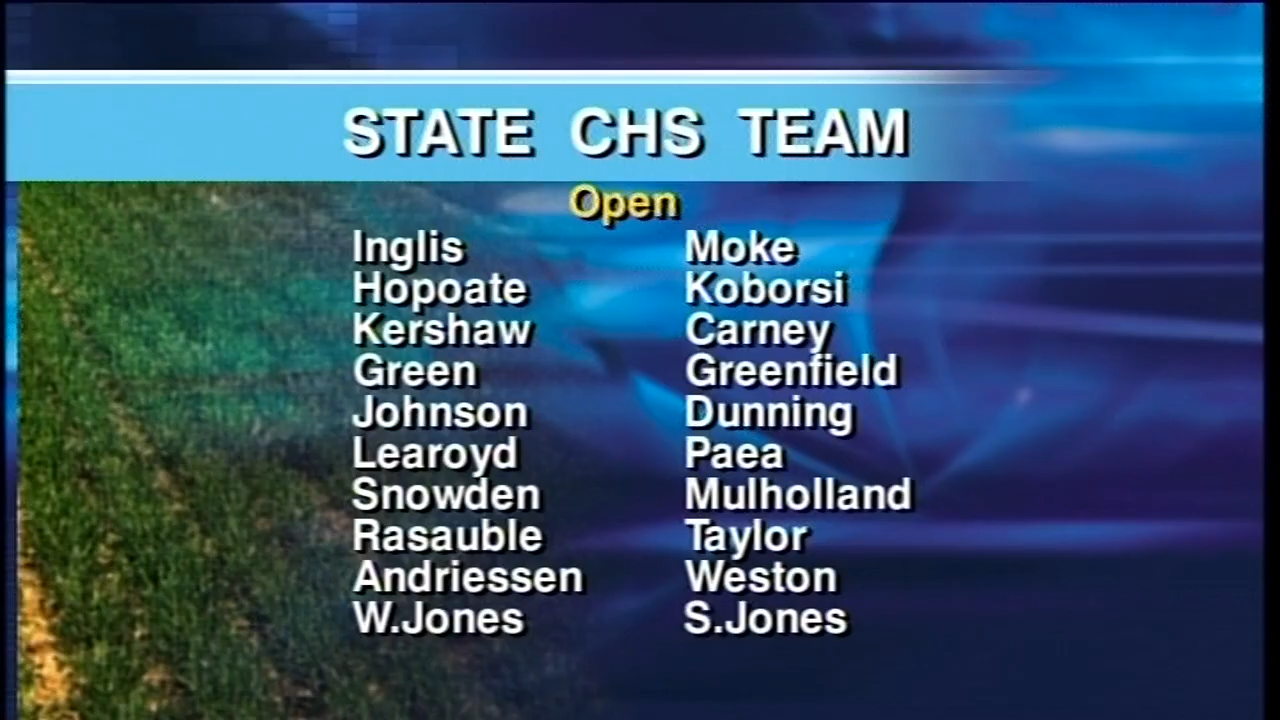 STATE CHS TEAM
Open
Inglis Moke
Hopoate Koborsi
Kershaw Carney
Green Greenfield
Johnson Dunning
Learoyd Paea
Snowden Mulholland
Rasauble Taylor
Andriessen Weston
W.Jones S.Jones